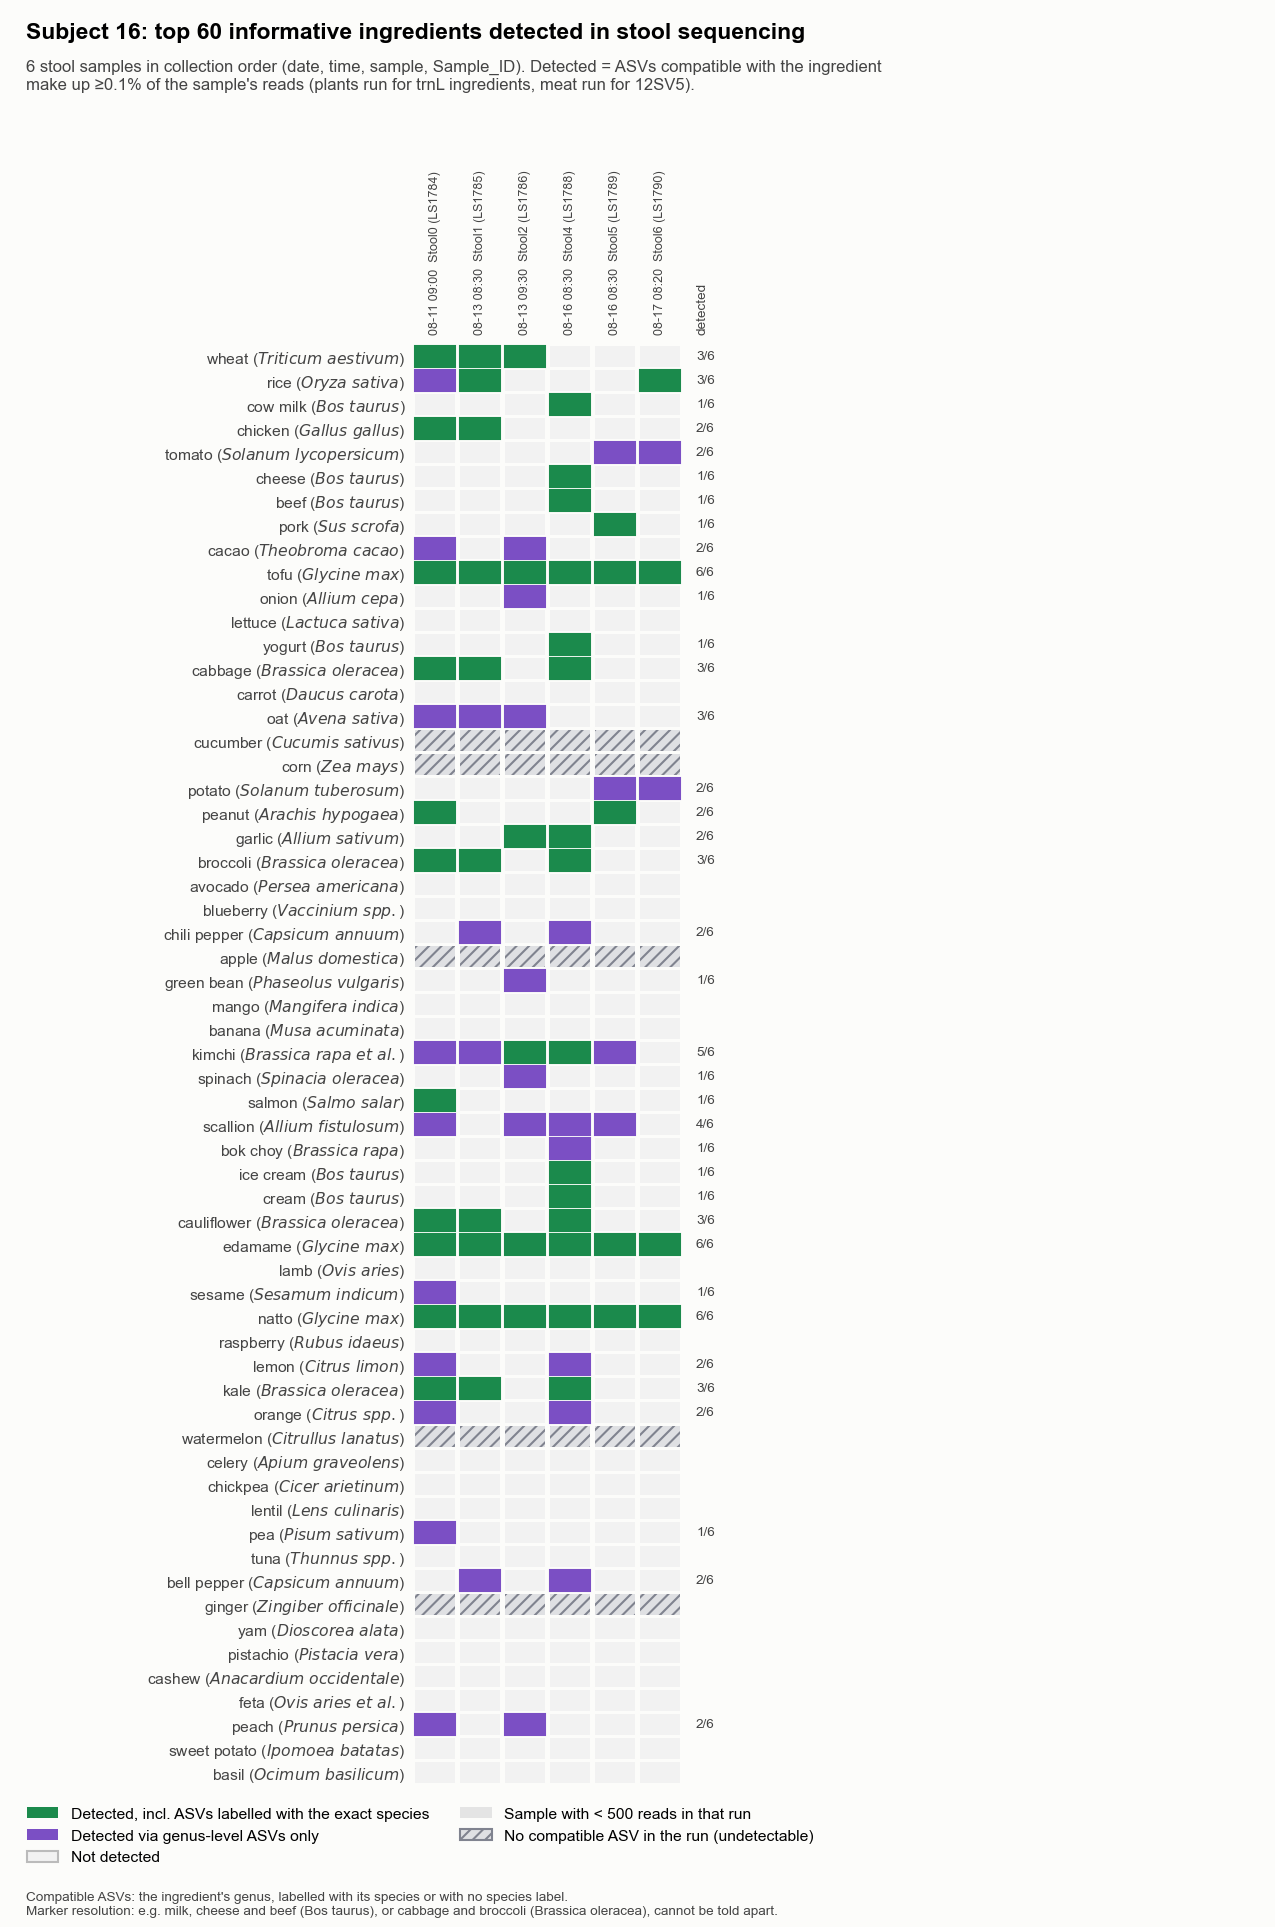 Subject 16: top 60 informative ingredients detected in stool sequencing
6 stool samples in collection order (date, time, sample, Sample_ID). Detected = ASVs compatible with the ingredient
make up ≥0.1% of the sample's reads (plants run for trnL ingredients, meat run for 12SV5).
08-11 09:00 Stool0 (LS1784)
08-13 08:30 Stool1 (LS1785)
08-13 09:30 Stool2 (LS1786)
08-16 08:30 Stool4 (LS1788)
08-16 08:30 Stool5 (LS1789)
08-17 08:20 Stool6 (LS1790)
detected
wheat (Triticum aestivum) 3/6
rice (Oryza sativa) 3/6
cow milk (Bos taurus) 1/6
chicken (Gallus gallus) 2/6
tomato (Solanum lycopersicum) 2/6
cheese (Bos taurus) 1/6
beef (Bos taurus) 1/6
pork (Sus scrofa) 1/6
cacao (Theobroma cacao) 2/6
tofu (Glycine max) 6/6
onion (Allium cepa) 1/6
lettuce (Lactuca sativa)
yogurt (Bos taurus) 1/6
cabbage (Brassica oleracea) 3/6
carrot (Daucus carota)
oat (Avena sativa) 3/6
cucumber (Cucumis sativus)
corn (Zea mays)
potato (Solanum tuberosum) 2/6
peanut (Arachis hypogaea) 2/6
garlic (Allium sativum) 2/6
broccoli (Brassica oleracea) 3/6
avocado (Persea americana)
blueberry (Vaccinium spp. )
chili pepper (Capsicum annuum) 2/6
apple (Malus domestica)
green bean (Phaseolus vulgaris) 1/6
mango (Mangifera indica)
banana (Musa acuminata)
kimchi (Brassica rapa et al. ) 5/6
spinach (Spinacia oleracea) 1/6
salmon (Salmo salar) 1/6
scallion (Allium fistulosum) 4/6
bok choy (Brassica rapa) 1/6
ice cream (Bos taurus) 1/6
cream (Bos taurus) 1/6
cauliflower (Brassica oleracea) 3/6
edamame (Glycine max) 6/6
lamb (Ovis aries)
sesame (Sesamum indicum) 1/6
natto (Glycine max) 6/6
raspberry (Rubus idaeus)
lemon (Citrus limon) 2/6
kale (Brassica oleracea) 3/6
orange (Citrus spp. ) 2/6
watermelon (Citrullus lanatus)
celery (Apium graveolens)
chickpea (Cicer arietinum)
lentil (Lens culinaris)
pea (Pisum sativum) 1/6
tuna (Thunnus spp. )
bell pepper (Capsicum annuum) 2/6
ginger (Zingiber officinale)
yam (Dioscorea alata)
pistachio (Pistacia vera)
cashew (Anacardium occidentale)
feta (Ovis aries et al. )
peach (Prunus persica) 2/6
sweet potato (Ipomoea batatas)
basil (Ocimum basilicum)
Detected, incl. ASVs labelled with the exact species
Detected via genus-level ASVs only
Not detected
Sample with < 500 reads in that run
No compatible ASV in the run (undetectable)
Compatible ASVs: the ingredient's genus, labelled with its species or with no species label.
Marker resolution: e.g. milk, cheese and beef (Bos taurus), or cabbage and broccoli (Brassica oleracea), cannot be told apart.